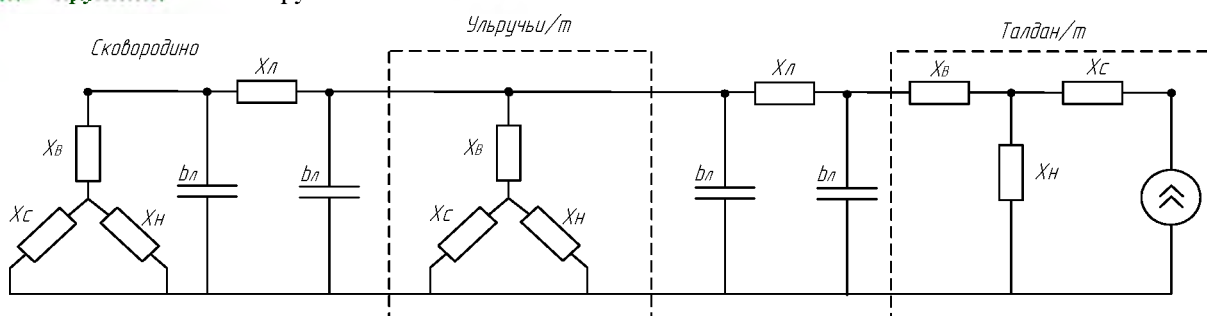 Сковородино
Ульручьи/т
Талдан/т
Xл
Xл
Xв
Xс
Xв
bл
bл
Xв
bл
bл
Xн
Xс
Xн
Xс
Xн